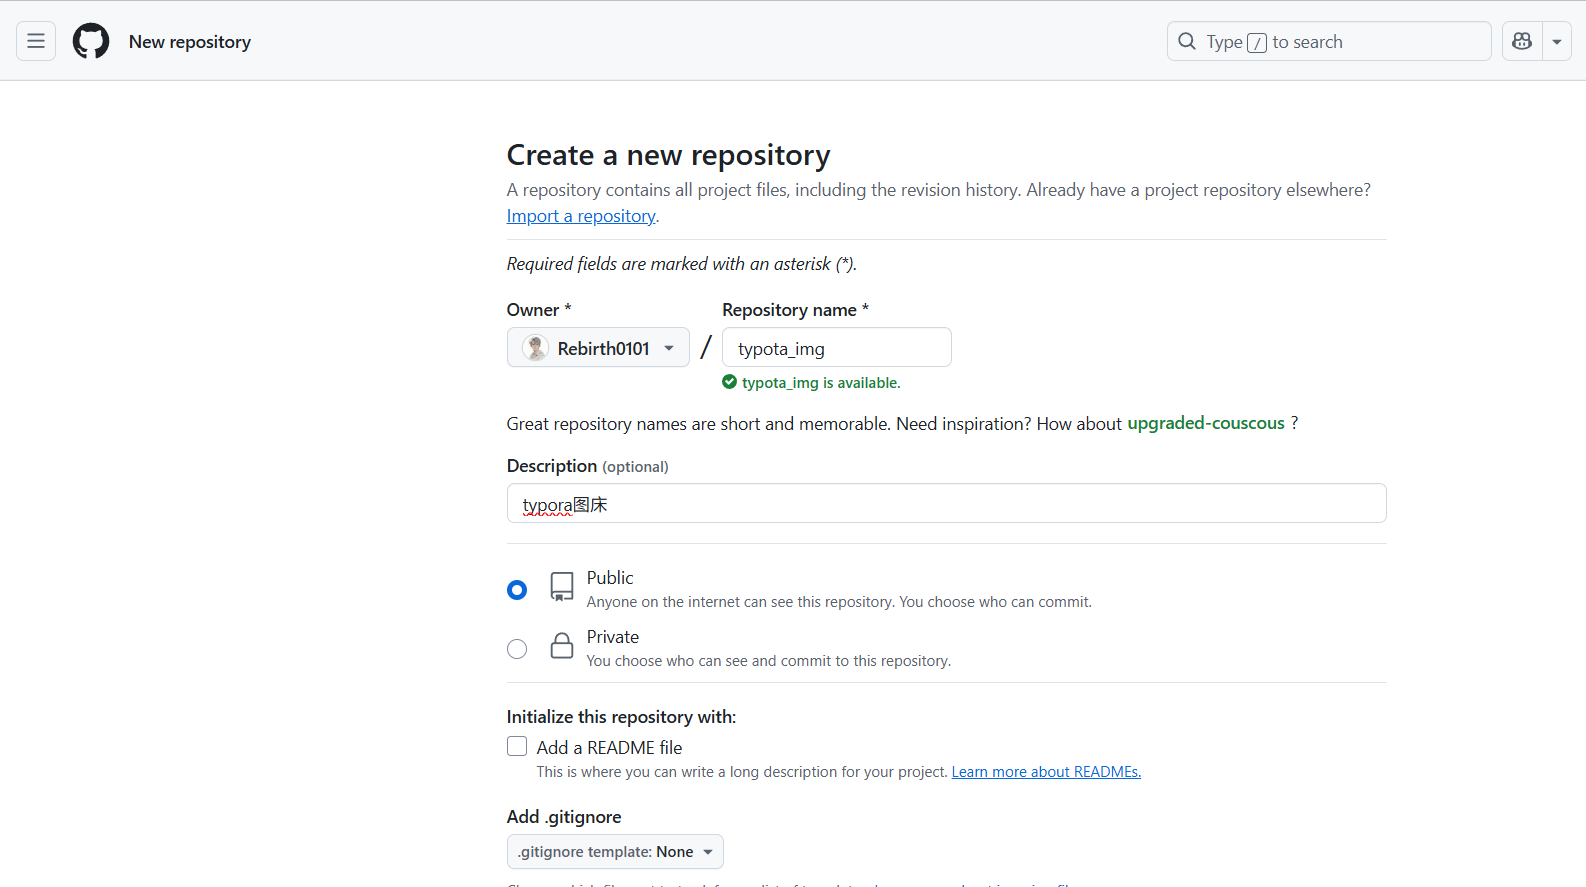 New repository
Type / to search
Create a new repository
A repository contains all project files, including the revision history. Already have a project repository elsewhere?
Import a repository.
Required fields are marked with an asterisk (*).
Owner *
Repository name *
Rebirth0101
/
typota_img
typota_img is available.
Great repository names are short and memorable. Need inspiration? How about upgraded-couscous ?
Description (optional)
typora图床
Public
Anyone on the internet can see this repository. You choose who can commit.
Private
You choose who can see and commit to this repository.
Initialize this repository with:
Add a README file
This is where you can write a long description for your project. Learn more about READMEs.
Add .gitignore
.gitignore template: None